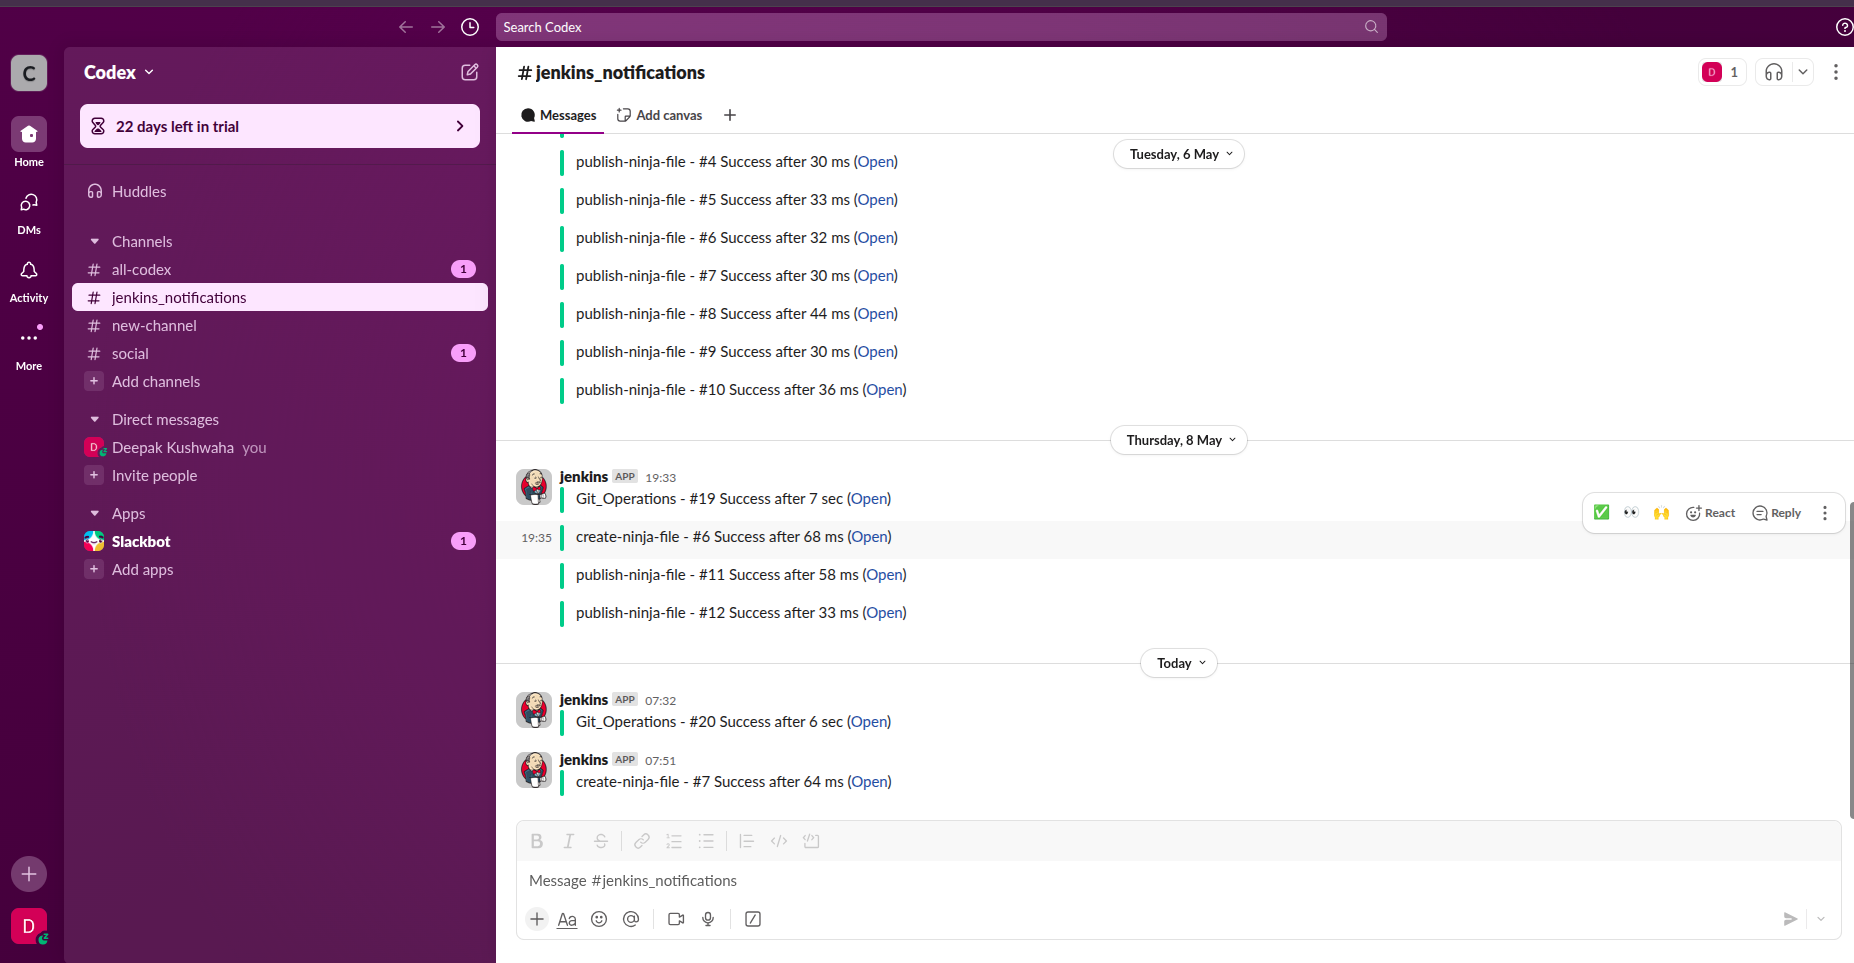 Search Codex
C
Codex
22 days left in trial
Home
DMs
Activity
More
Huddles
Channels
# all-codex 1
# jenkins_notifications
# new-channel
# social 1
+ Add channels
Direct messages
D Deepak Kushwaha you
+ Invite people
Apps
Slackbot 1
+ Add apps
D
# jenkins_notifications
D 1
Messages
Add canvas
Tuesday, 6 May
publish-ninja-file - #4 Success after 30 ms (Open)
publish-ninja-file - #5 Success after 33 ms (Open)
publish-ninja-file - #6 Success after 32 ms (Open)
publish-ninja-file - #7 Success after 30 ms (Open)
publish-ninja-file - #8 Success after 44 ms (Open)
publish-ninja-file - #9 Success after 30 ms (Open)
publish-ninja-file - #10 Success after 36 ms (Open)
Thursday, 8 May
jenkins APP 19:33
Git_Operations - #19 Success after 7 sec (Open)
React Reply
19:35 create-ninja-file - #6 Success after 68 ms (Open)
publish-ninja-file - #11 Success after 58 ms (Open)
publish-ninja-file - #12 Success after 33 ms (Open)
Today
jenkins APP 07:32
Git_Operations - #20 Success after 6 sec (Open)
jenkins APP 07:51
create-ninja-file - #7 Success after 64 ms (Open)
B I S
Message #jenkins_notifications
Aa